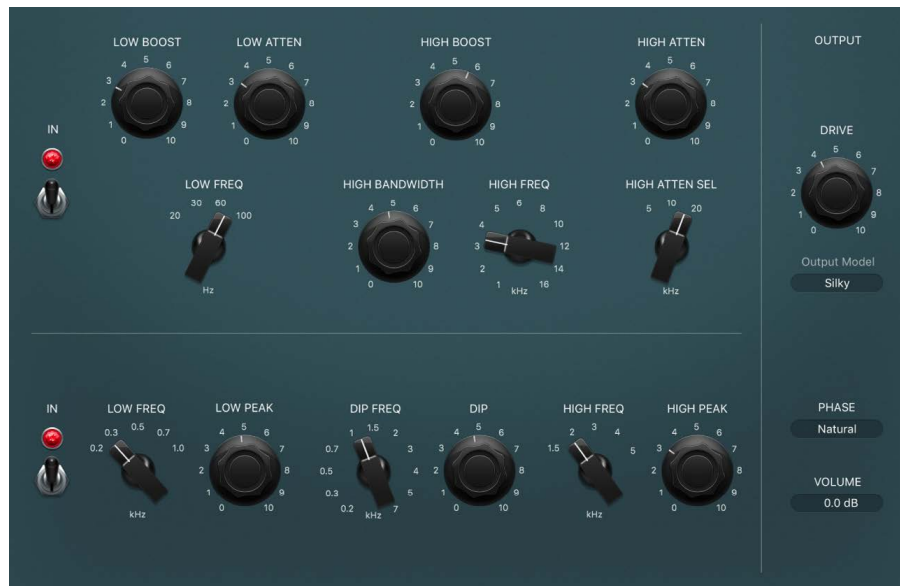 LOW BOOST
0 1 2 3 4 5 6 7 8 9 10
LOW ATTEN
0 1 2 3 4 5 6 7 8 9 10
HIGH BOOST
0 1 2 3 4 5 6 7 8 9 10
HIGH ATTEN
0 1 2 3 4 5 6 7 8 9 10
OUTPUT
IN
DRIVE
0 1 2 3 4 5 6 7 8 9 10
LOW FREQ
20 30 60 100
Hz
HIGH BANDWIDTH
0 1 2 3 4 5 6 7 8 9 10
HIGH FREQ
1 2 3 5 6 8 10 12 14 16
kHz
HIGH ATTEN SEL
5 10 20
kHz
Output Model
Silky
IN
LOW FREQ
0.2 0.3 0.5 0.7 1.0
kHz
LOW PEAK
0 1 2 3 4 5 6 7 8 9 10
DIP FREQ
0.2 0.3 0.5 0.7 1 1.5 2 3 4 5 7
kHz
DIP
0 1 2 3 4 5 6 7 8 9 10
HIGH FREQ
1.5 2 3 4 5
kHz
HIGH PEAK
0 1 2 3 4 5 6 7 8 9 10
PHASE
Natural
VOLUME
0.0 dB